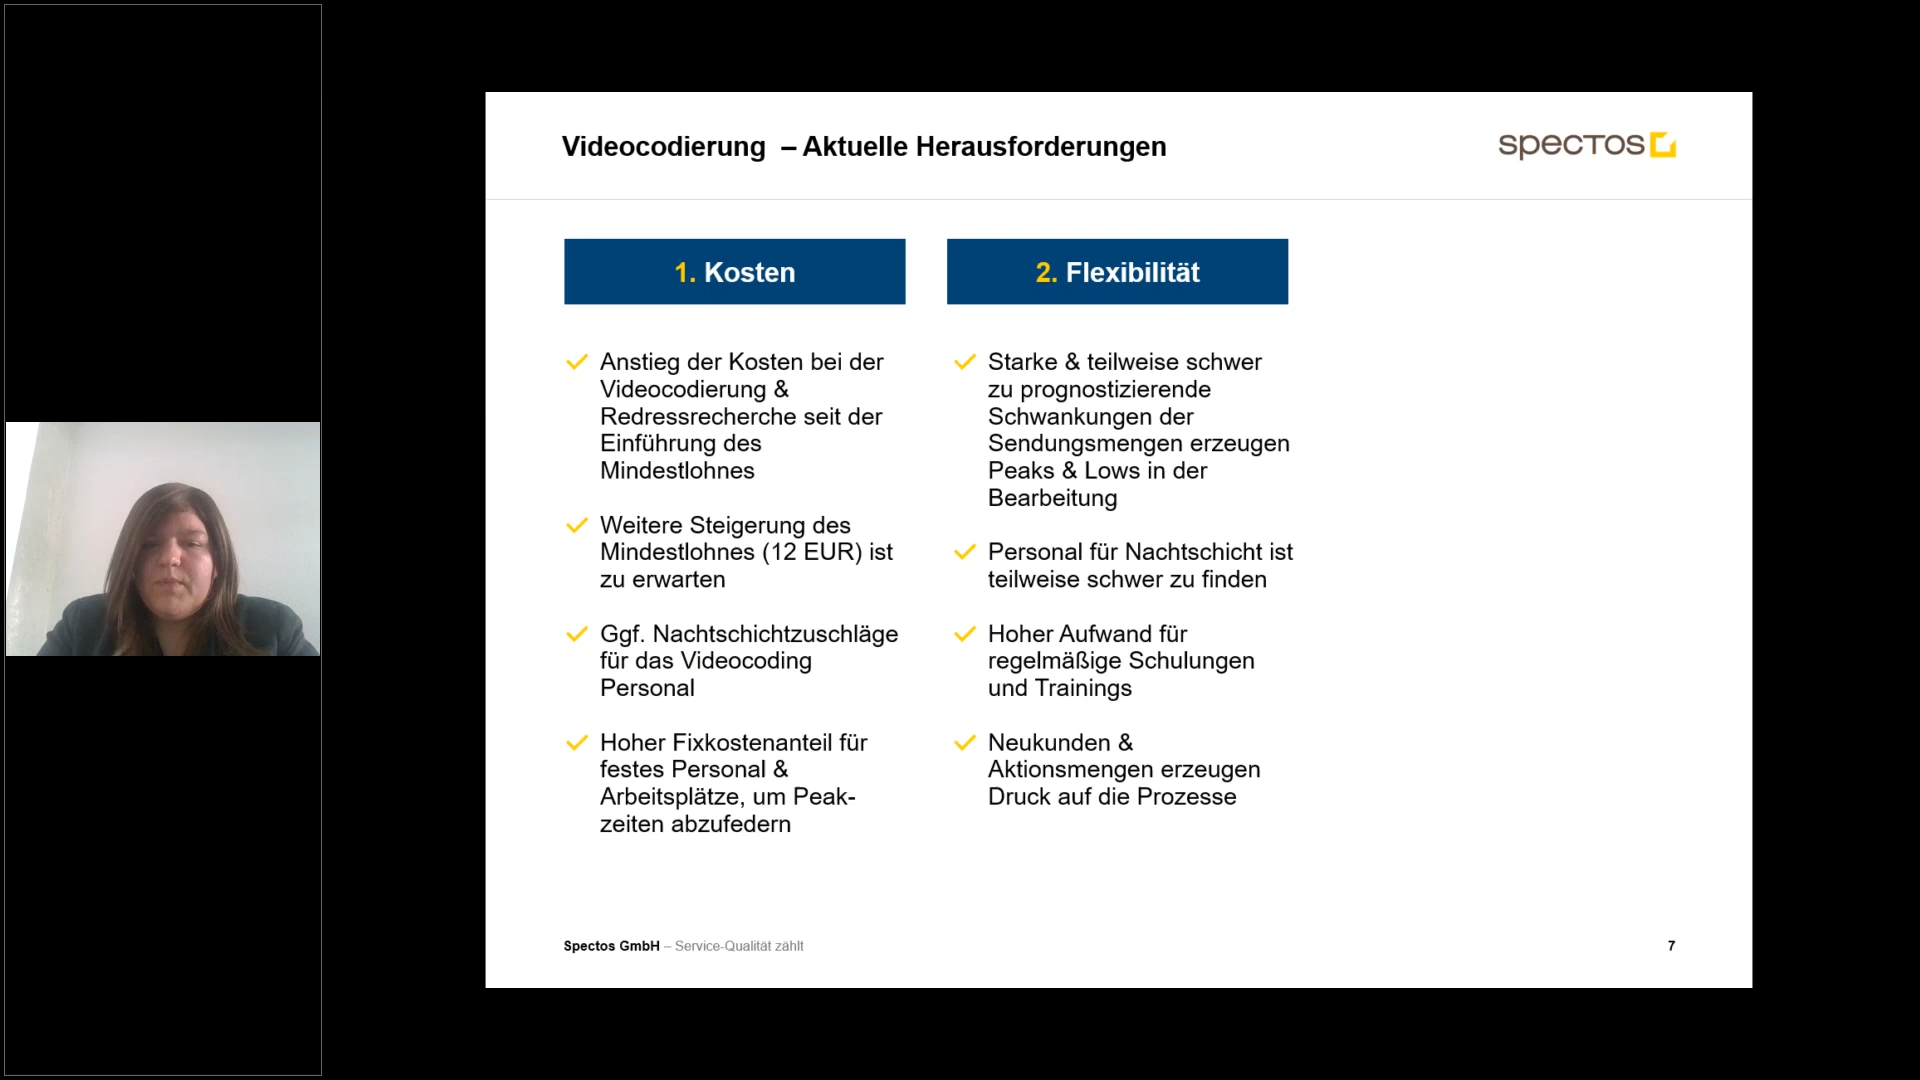 Videocodierung – Aktuelle Herausforderungen
spectos
1. Kosten
Anstieg der Kosten bei der
Videocodierung &
Redressrecherche seit der
Einführung des
Mindestlohnes
Weitere Steigerung des
Mindestlohnes (12 EUR) ist
zu erwarten
Ggf. Nachtschichtzuschläge
für das Videocoding
Personal
Hoher Fixkostenanteil für
festes Personal &
Arbeitsplätze, um Peak-
zeiten abzufedern
2. Flexibilität
Starke & teilweise schwer
zu prognostizierende
Schwankungen der
Sendungsmengen erzeugen
Peaks & Lows in der
Bearbeitung
Personal für Nachtschicht ist
teilweise schwer zu finden
Hoher Aufwand für
regelmäßige Schulungen
und Trainings
Neukunden &
Aktionsmengen erzeugen
Druck auf die Prozesse
Spectos GmbH – Service-Qualität zählt
7